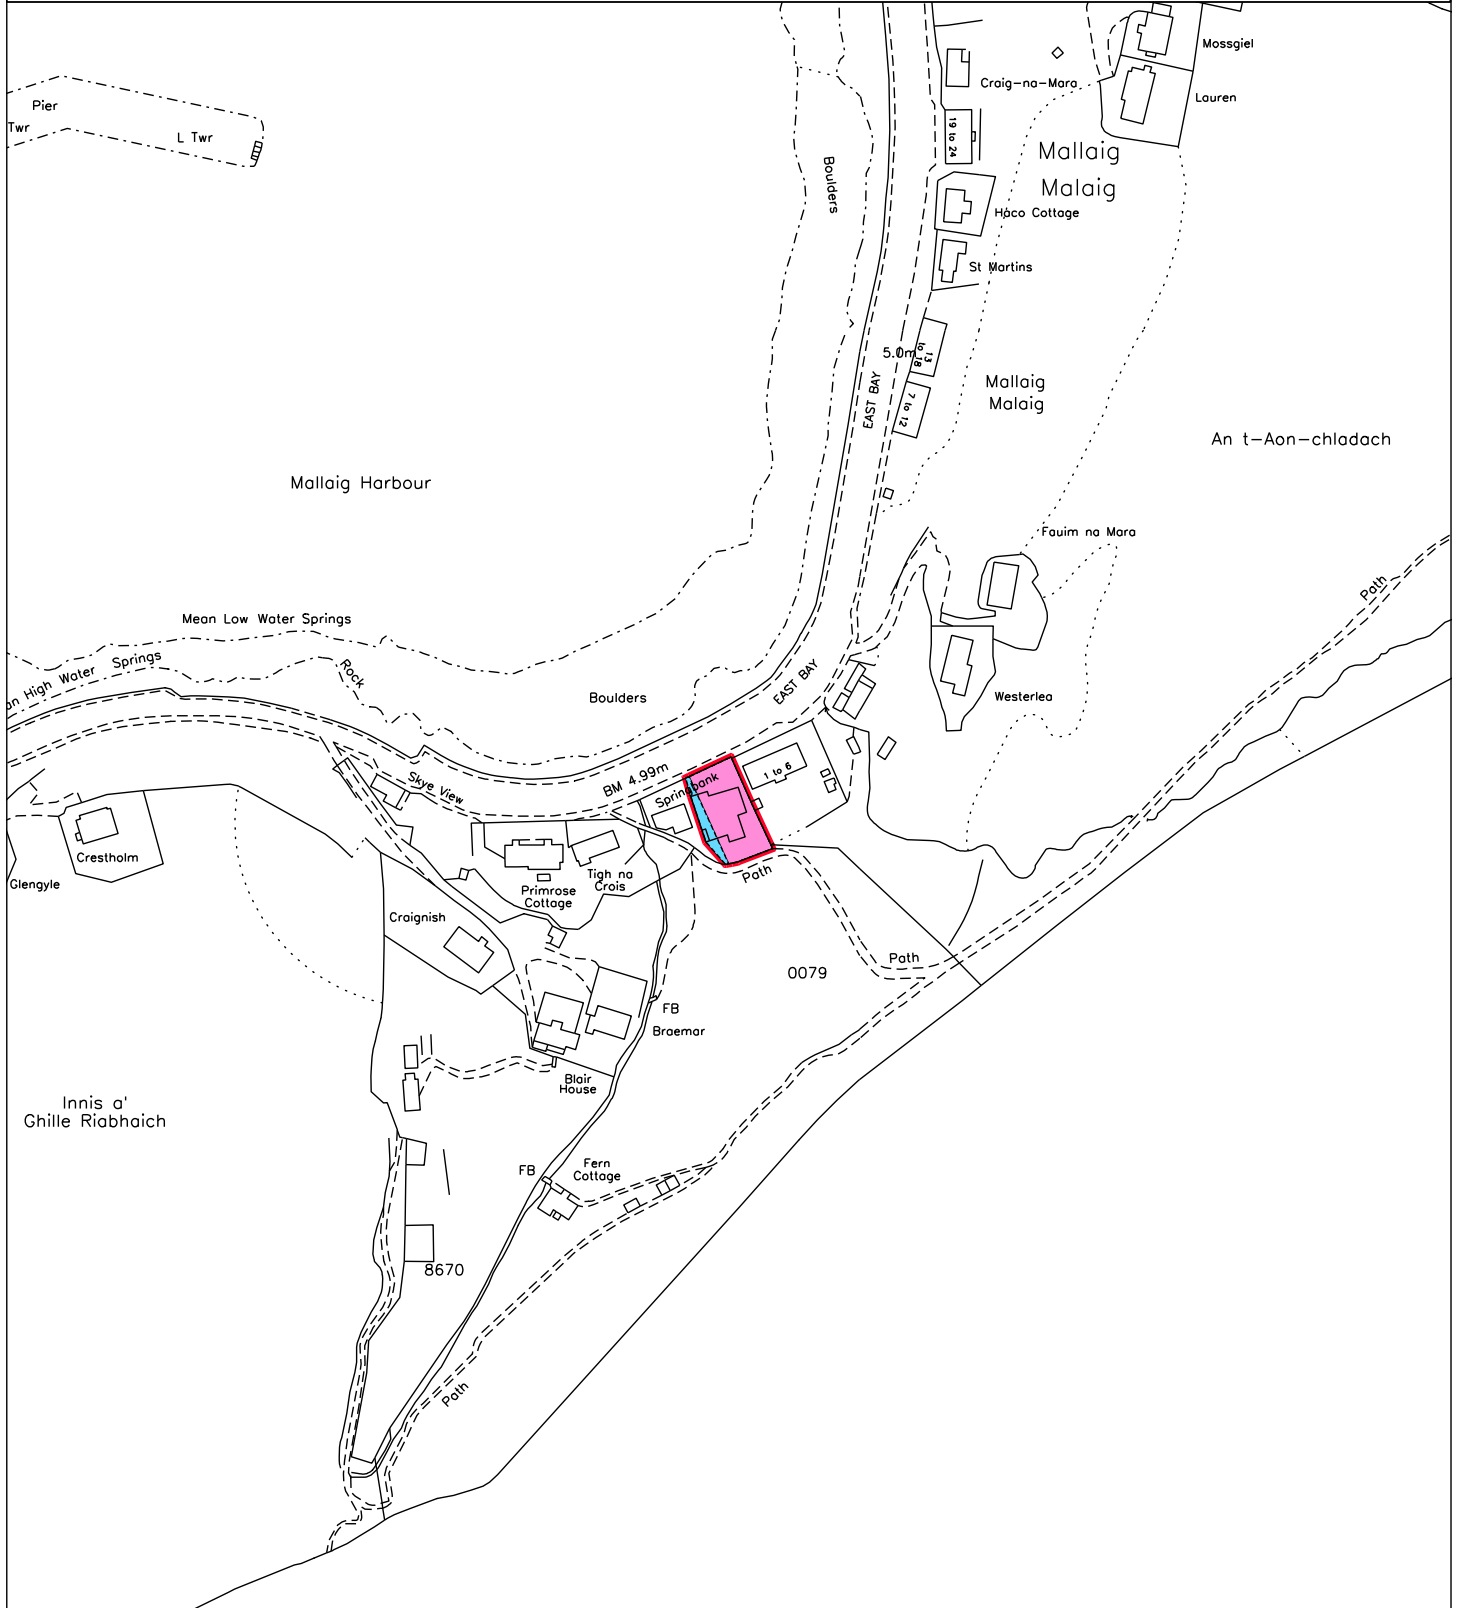 Mossgiel
Craig-na-Mara
Lauren
Pier
Twr
L Twr
19 to 24
Mallaig
Malaig
Boulders
Haco Cottage
St Martins
5.0m
13
to 18
EAST BAY
7 to 12
Mallaig
Malaig
An t-Aon-chladach
Mallaig Harbour
Fauim na Mara
Path
Mean Low Water Springs
an High Water Springs
Rock
Boulders
EAST BAY
Westerlea
Skye View
BM 4.99m
Springbank
1 to 6
Crestholm
Glengyle
Primrose
Cottage
Tigh na
Crois
Path
Craignish
Path
0079
FB
Braemar
Blair
House
Innis a'
Ghille Riabhaich
FB
Fern
Cottage
8670
Path